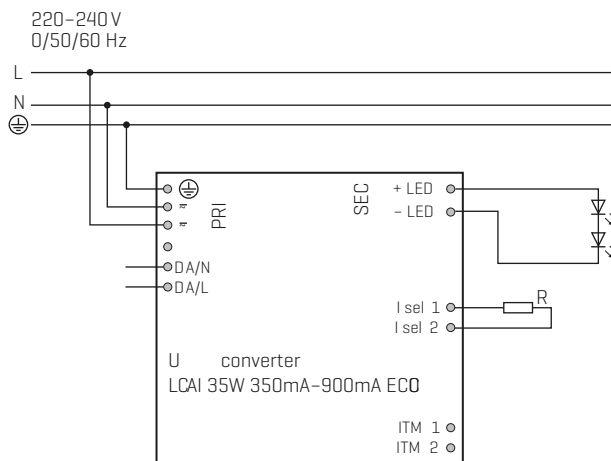 220–240 V
0/50/60 Hz
L
N
+ LED
PRI
SEC
– LED
DA/N
DA/L
I sel 1
R
I sel 2
U converter
LCAI 35W 350mA–900mA ECO
ITM 1
ITM 2